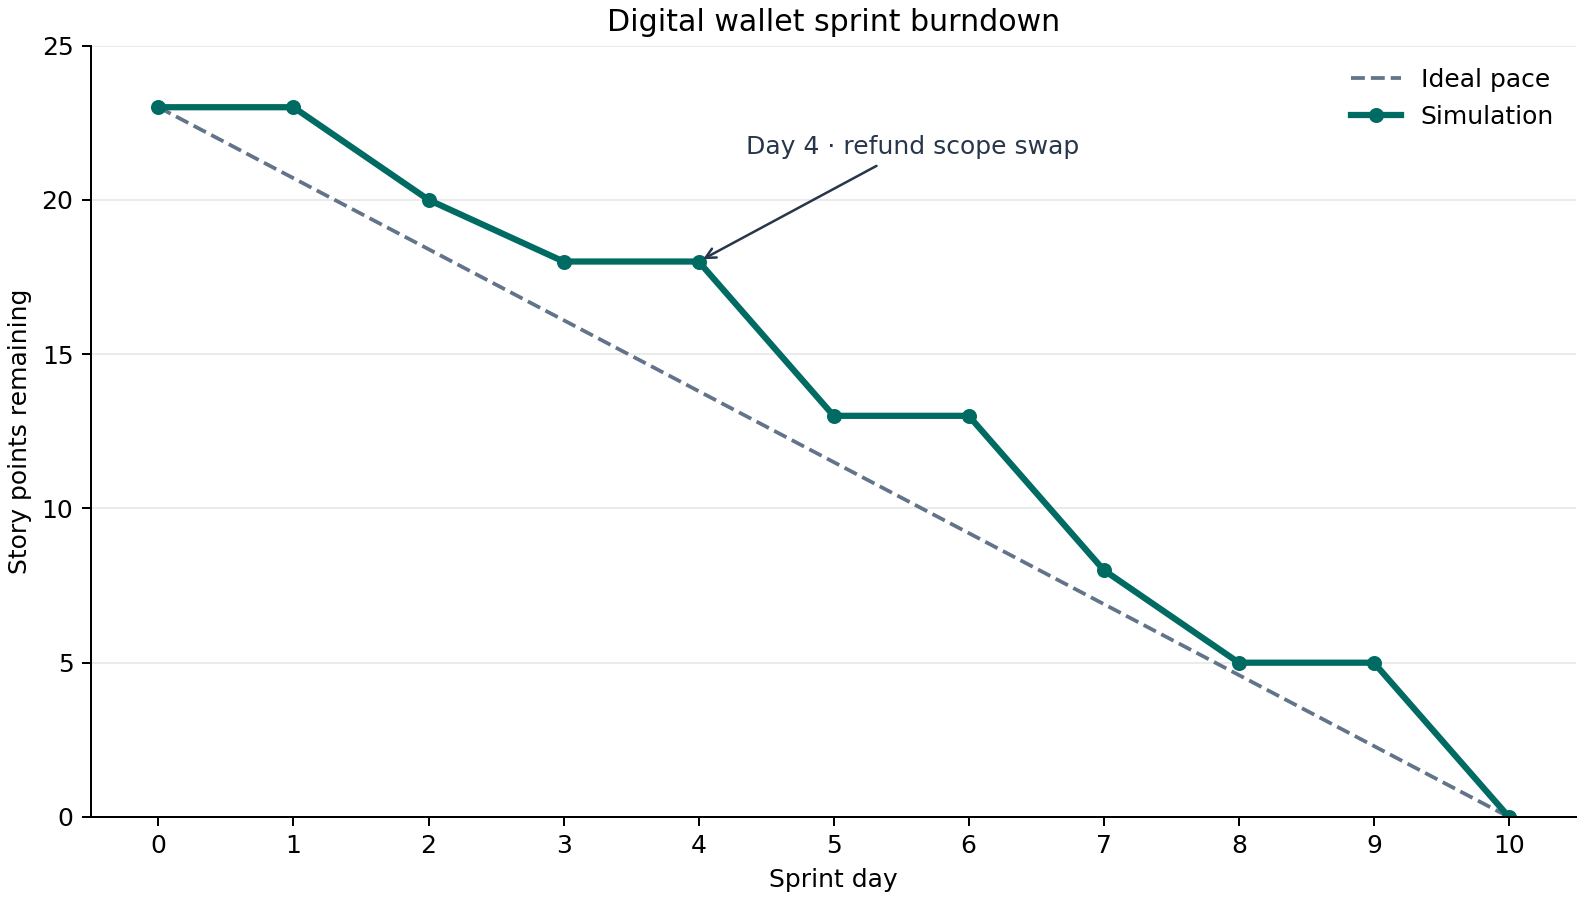 Digital wallet sprint burndown
Ideal pace
Simulation
Day 4 · refund scope swap
Story points remaining
25
20
15
10
5
0
0 1 2 3 4 5 6 7 8 9 10
Sprint day